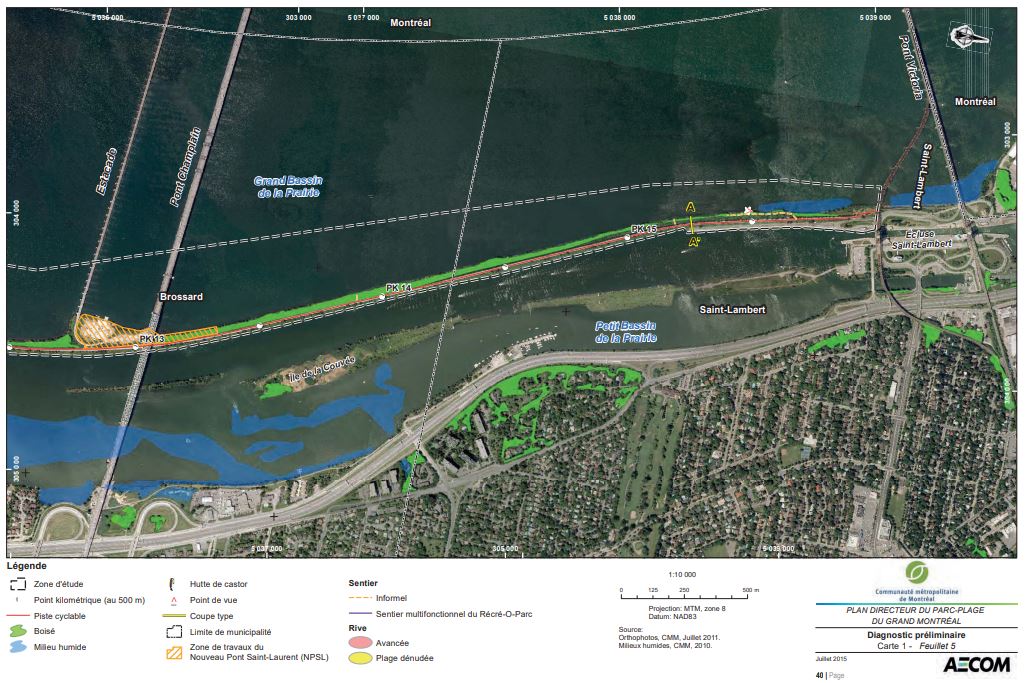 5 036 000
303 000
5 037 000
Montréal
5 038 000
5 039 000
Pont Victoria
Montréal
303 000
Estacade
Pont Champlain
Grand Bassin
de la Prairie
Saint-Lambert
304 000
A
A'
PK 15
Écluse
Saint-Lambert
PK 14
Brossard
Saint-Lambert
Petit Bassin
de la Prairie
PK 13
Île de la Couvée
305 000
5 037 000
305 000
5 039 000
Légende
Zone d'étude
Point kilométrique (au 500 m)
Piste cyclable
Boisé
Milieu humide
Hutte de castor
Point de vue
Coupe type
Limite de municipalité
Zone de travaux du
Nouveau Pont Saint-Laurent (NPSL)
Sentier
Informel
Sentier multifonctionnel du Récré-O-Parc
Rive
Avancée
Plage dénudée
1:10 000
0 125 250 500 m
Projection: MTM, zone 8
Datum: NAD83
Source:
Orthophotos, CMM, Juillet 2011.
Milieux humides, CMM, 2010.
Communauté métropolitaine
de Montréal
PLAN DIRECTEUR DU PARC-PLAGE
DU GRAND MONTRÉAL
Diagnostic préliminaire
Carte 1 - Feuillet 5
Juillet 2015
AECOM
40 | Page